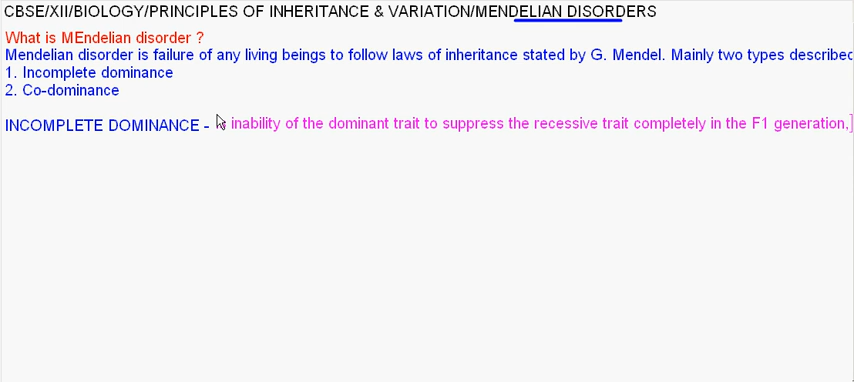 CBSE/XII/BIOLOGY/PRINCIPLES OF INHERITANCE & VARIATION/MENDELIAN DISORDERS
What is MEndelian disorder ?
Mendelian disorder is failure of any living beings to follow laws of inheritance stated by G. Mendel. Mainly two types described
1. Incomplete dominance
2. Co-dominance
INCOMPLETE DOMINANCE - inability of the dominant trait to suppress the recessive trait completely in the F1 generation,]